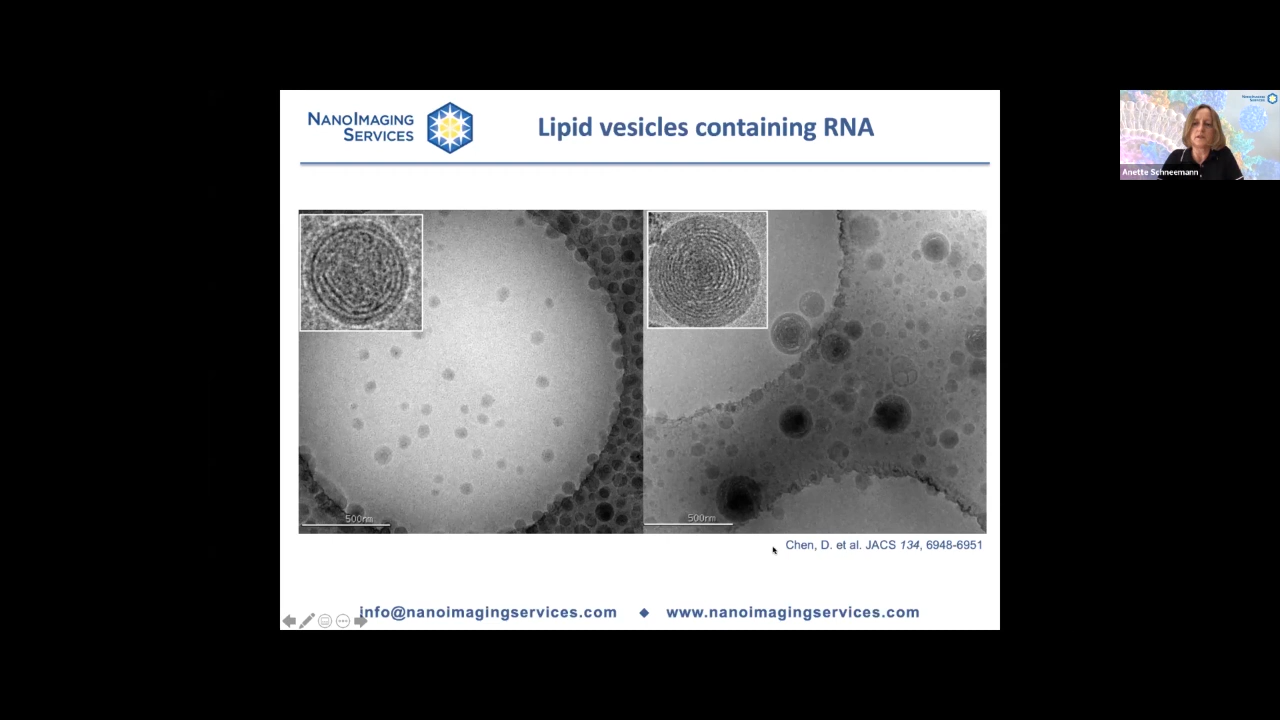 NANOIMAGING
SERVICES
Lipid vesicles containing RNA
Anette Schneemann
500nm
500nm
Chen, D. et al. JACS 134, 6948-6951
info@nanoimagingservices.com ◆ www.nanoimagingservices.com